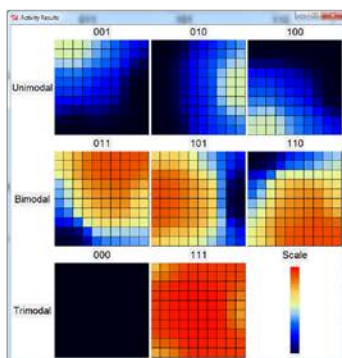 Activity Results
001 010 100
Unimodal
011 101 110
Bimodal
000 111 Scale
Trimodal